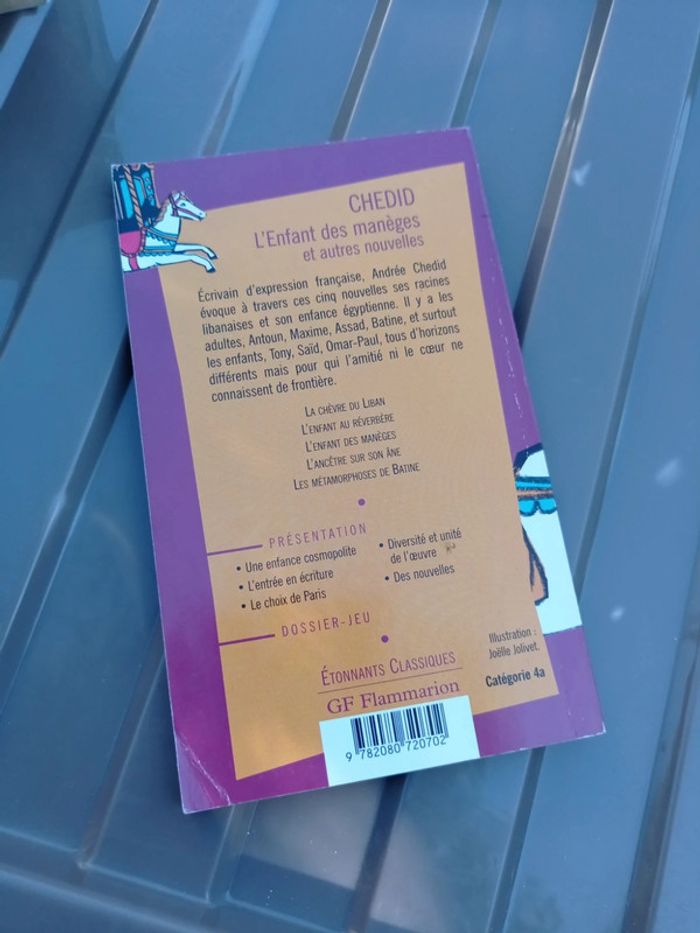 CHEDID
L'Enfant des manèges
et autres nouvelles
Écrivain d'expression française, Andrée Chedid
évoque à travers ces cinq nouvelles ses racines
libanaises et son enfance égyptienne. Il y a les
adultes, Antoun, Maxime, Assad, Batine, et surtout
les enfants, Tony, Saïd, Omar-Paul, tous d'horizons
différents mais pour qui l'amitié ni le cœur ne
connaissent de frontière.
LA CHÈVRE DU LIBAN
L'ENFANT AU RÉVERBÈRE
L'ENFANT DES MANÈGES
L'ANCÊTRE SUR SON ÂNE
LES MÉTAMORPHOSES DE BATINE
PRÉSENTATION
• Une enfance cosmopolite
• L'entrée en écriture
• Le choix de Paris
• Diversité et unité
de l'œuvre
• Des nouvelles
DOSSIER-JEU
ÉTONNANTS CLASSIQUES
GF Flammarion
Illustration :
Joëlle Jolivet.
Catégorie 4a
9 782080 720702